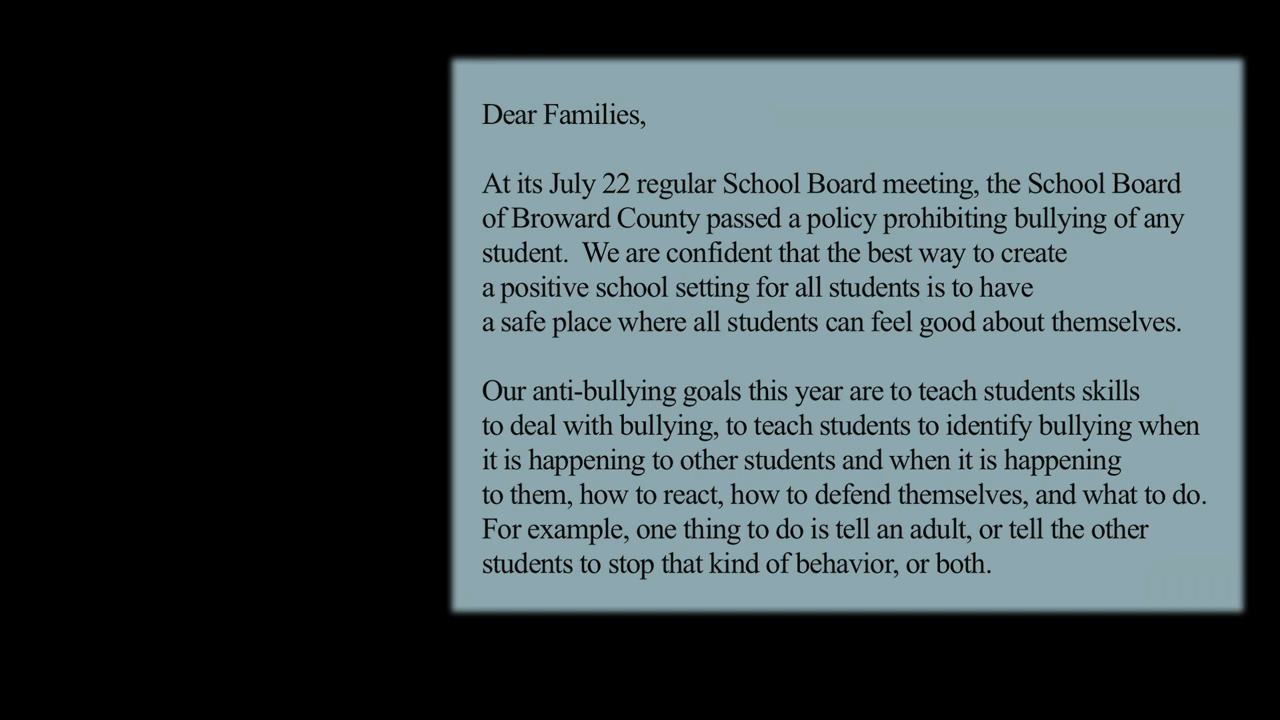 Dear Families,
At its July 22 regular School Board meeting, the School Board
of Broward County passed a policy prohibiting bullying of any
student.  We are confident that the best way to create
a positive school setting for all students is to have
a safe place where all students can feel good about themselves.
Our anti-bullying goals this year are to teach students skills
to deal with bullying, to teach students to identify bullying when
it is happening to other students and when it is happening
to them, how to react, how to defend themselves, and what to do.
For example, one thing to do is tell an adult, or tell the other
students to stop that kind of behavior, or both.